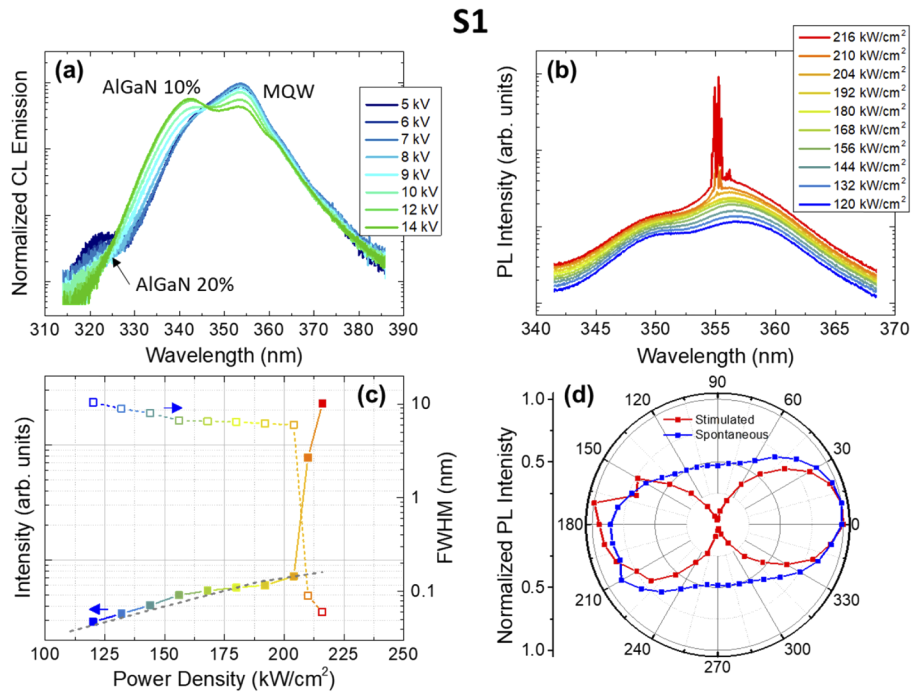 S1
(a)
AlGaN 10%
MQW
AlGaN 20%
5 kV
6 kV
7 kV
8 kV
9 kV
10 kV
12 kV
14 kV
Normalized CL Emission
310 320 330 340 350 360 370 380 390
Wavelength (nm)
(b)
216 kW/cm²
210 kW/cm²
204 kW/cm²
192 kW/cm²
180 kW/cm²
168 kW/cm²
156 kW/cm²
144 kW/cm²
132 kW/cm²
120 kW/cm²
PL Intensity (arb. units)
340 345 350 355 360 365 370
Wavelength (nm)
(c)
Intensity (arb. units)
10
1
0.1
FWHM (nm)
100 125 150 175 200 225 250
Power Density (kW/cm²)
(d)
Stimulated
Spontaneous
Normalized PL Intenisty
1.0
0.5
0.5
1.0
0
30
60
90
120
150
180
210
240
270
300
330